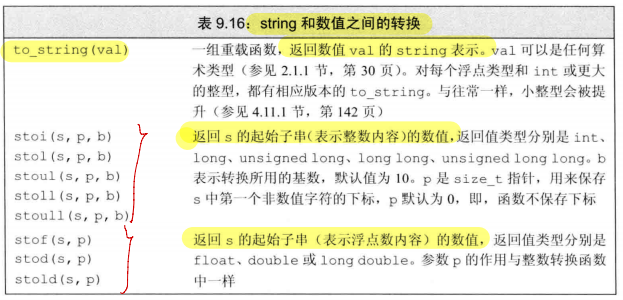 表 9.16：string 和数值之间的转换
to_string(val) 一组重载函数，返回数值 val 的 string 表示。val 可以是任何算
术类型（参见 2.1.1 节，第 30 页）。对每个浮点类型和 int 或更大
的整型，都有相应版本的 to_string。与往常一样，小整型会被提
升（参见 4.11.1 节，第 142 页）
stoi(s, p, b) 返回 s 的起始子串（表示整数内容）的数值，返回值类型分别是 int、
stol(s, p, b) long、unsigned long、long long、unsigned long long。b
stoul(s, p, b) 表示转换所用的基数，默认值为 10。p 是 size_t 指针，用来保存
stoll(s, p, b) s 中第一个非数值字符的下标，p 默认为 0，即，函数不保存下标
stoull(s, p, b)
stof(s, p) 返回 s 的起始子串（表示浮点数内容）的数值，返回值类型分别是
stod(s, p) float、double 或 long double。参数 p 的作用与整数转换函数
stold(s, p) 中一样